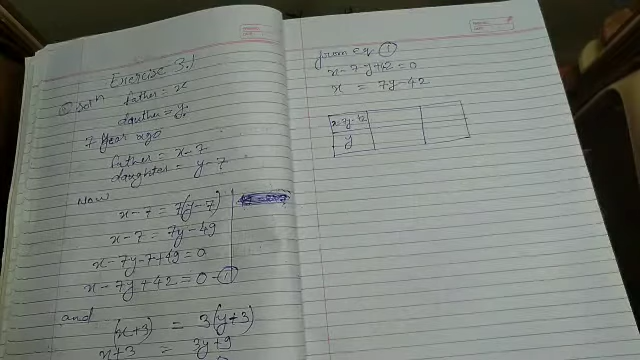 Exercise 3.1
① Solⁿ father = x
dauther = y.
7 year ago
father = x-7
daughter = y-7
Now
x-7 = 7(y-7)
x-7 = 7y-49
x-7y-7+49=0
x-7y+42=0-①
and
(x+3) = 3(y+3)
x+3 = 3y+9
from eq ①
x-7y+42=0
x = 7y-42
x=7y-42
y